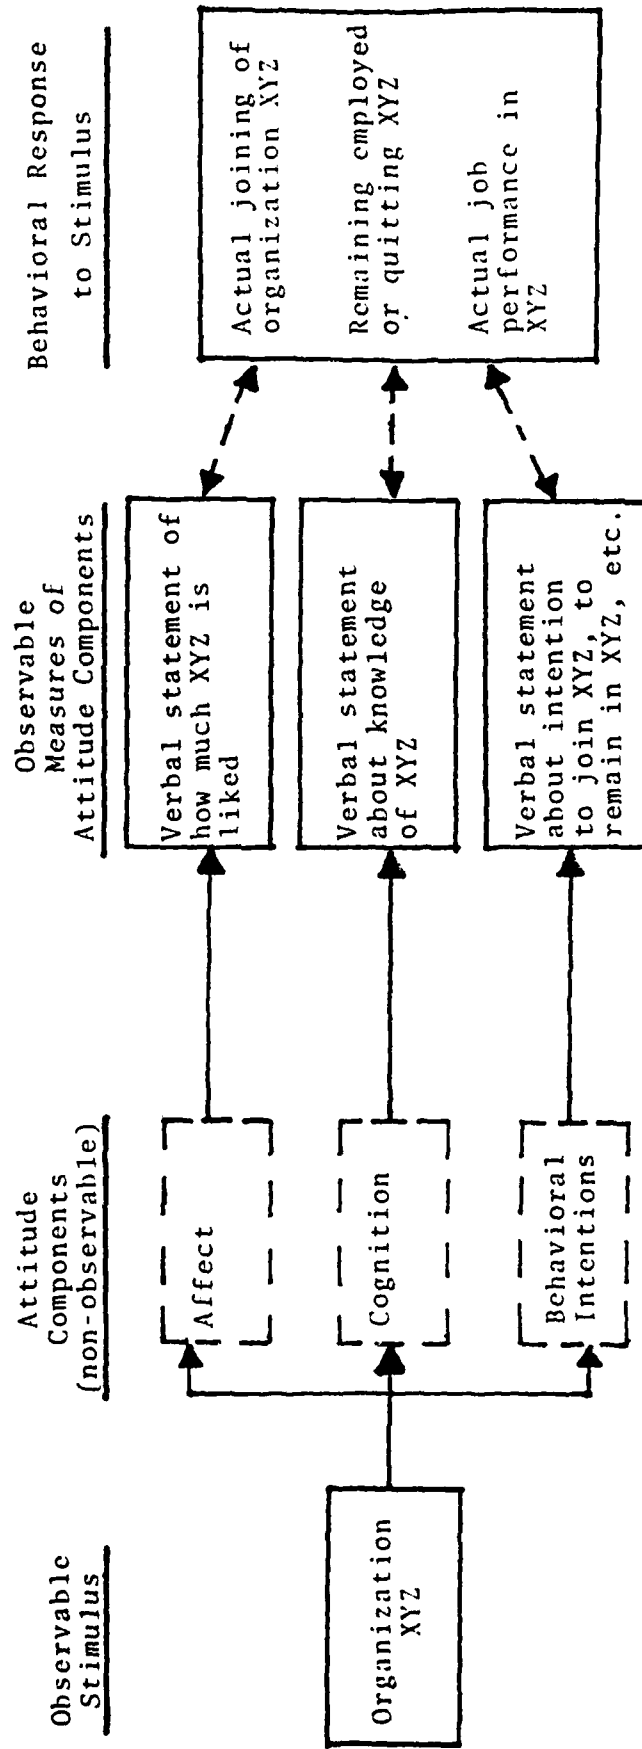 Observable
Stimulus
Attitude
Components
(non-observable)
Observable
Measures of
Attitude Components
Behavioral Response
to Stimulus
Organization
XYZ
Affect
Cognition
Behavioral
Intentions
Verbal statement of
how much XYZ is
liked
Verbal statement
about knowledge
of XYZ
Verbal statement
about intention
to join XYZ, to
remain in XYZ, etc.
Actual joining of
organization XYZ
Remaining employed
or quitting XYZ
Actual job
performance in
XYZ